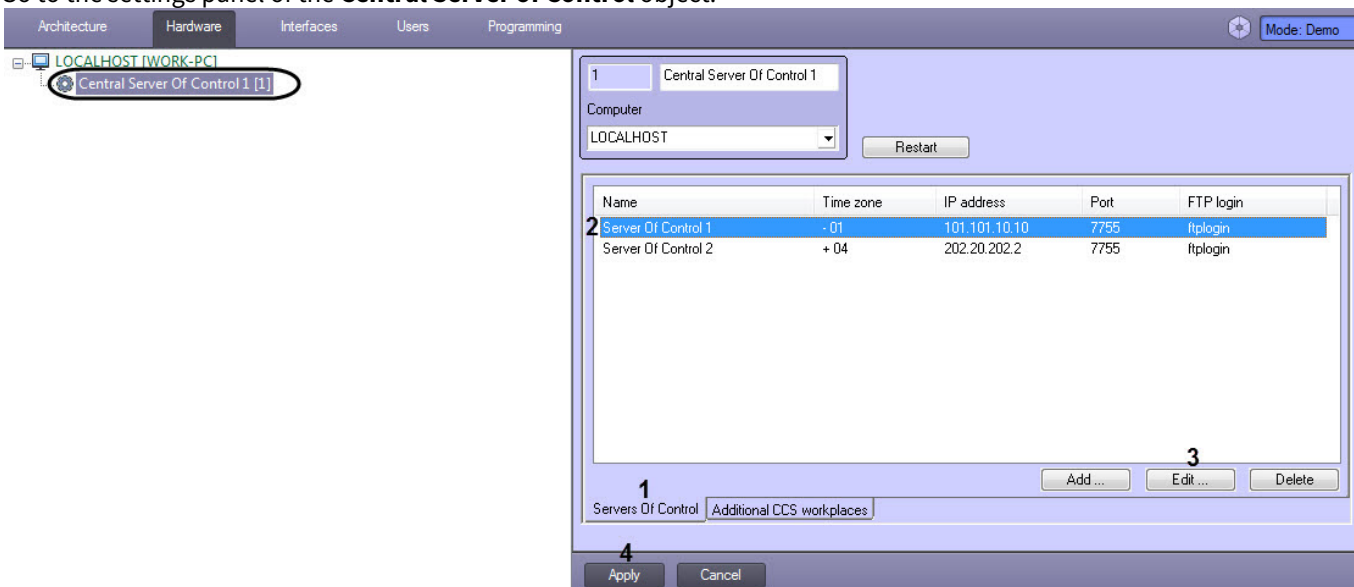 Go to the settings panel of the Central Server Of Control object.
Architecture Hardware Interfaces Users Programming Mode: Demo
LOCALHOST [WORK-PC]
Central Server Of Control 1 [1]
1 Central Server Of Control 1
Computer
LOCALHOST
Restart
Name Time zone IP address Port FTP login
2 Server Of Control 1 - 01 101.101.10.10 7755 ftplogin
Server Of Control 2 + 04 202.20.202.2 7755 ftplogin
3
Add ... Edit ... Delete
1
Servers Of Control Additional CCS workplaces
4
Apply Cancel